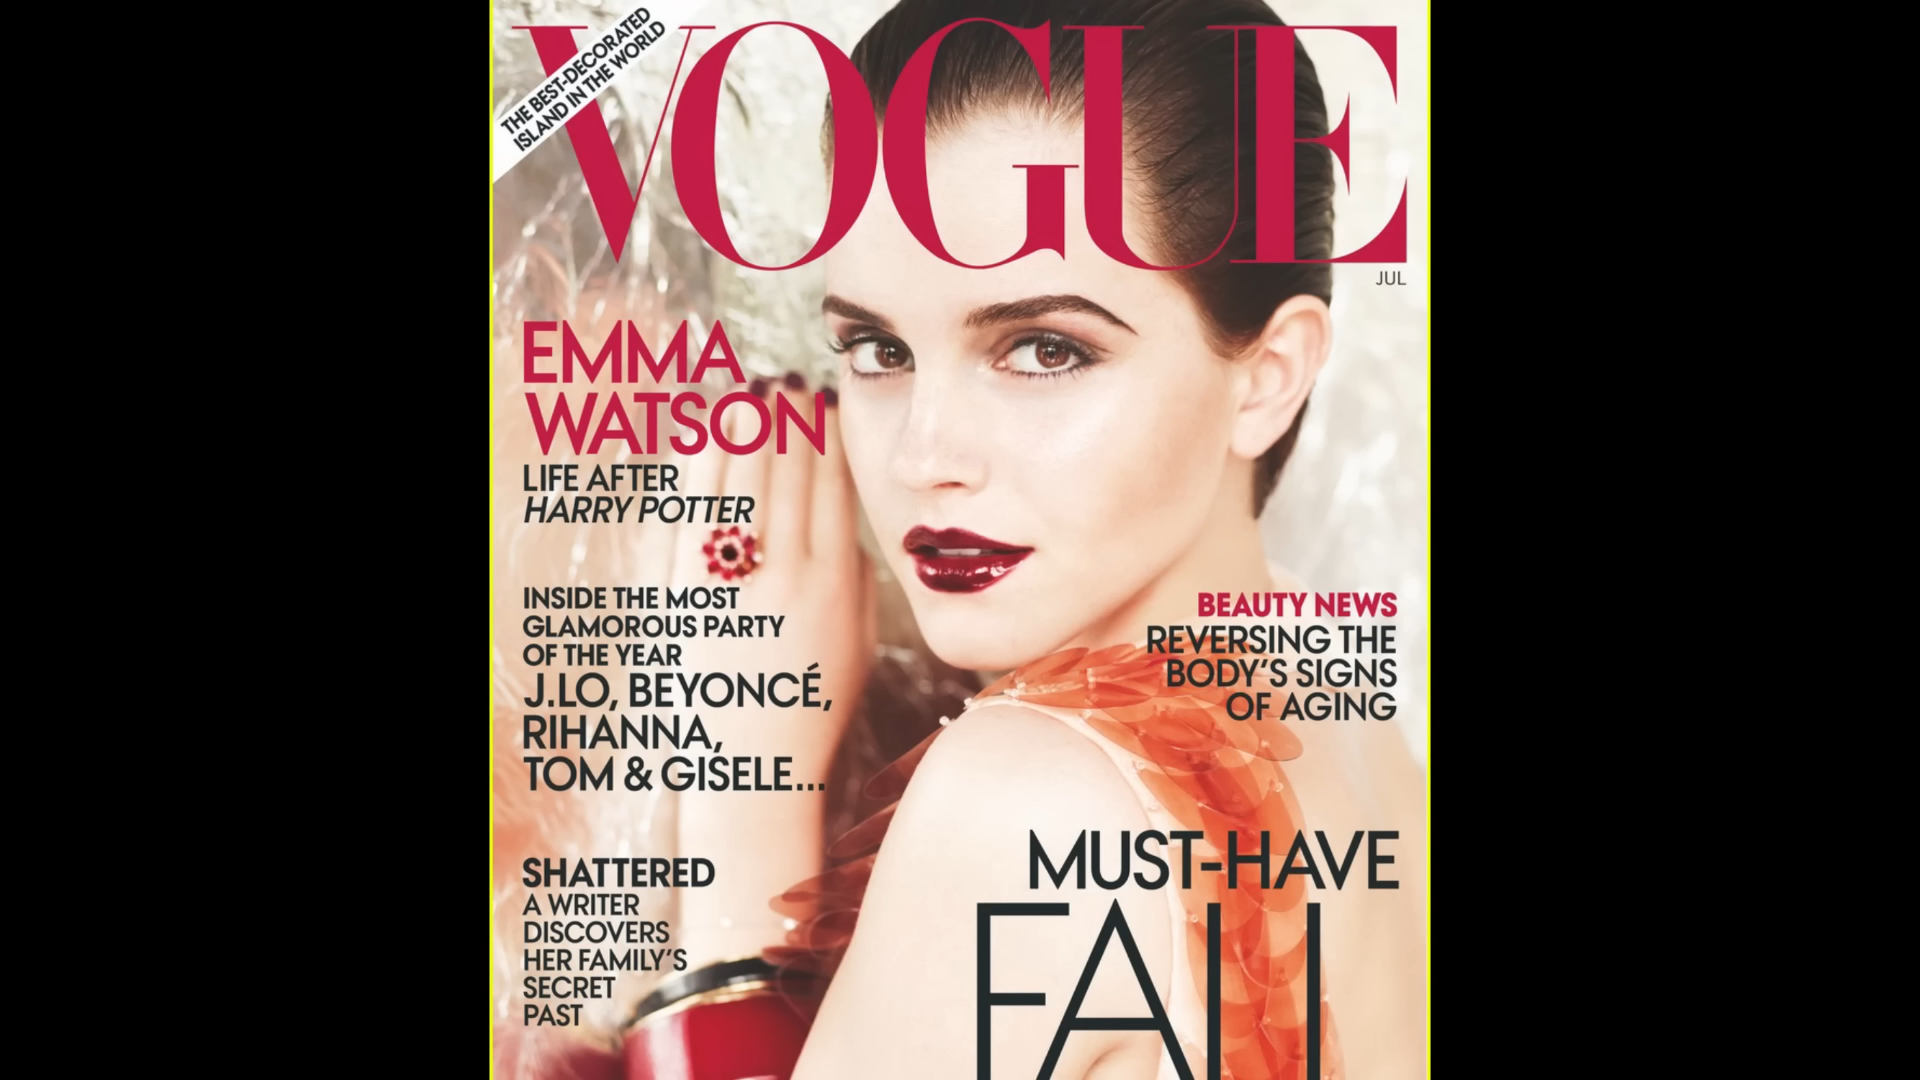 THE BEST-DECORATED
ISLAND IN THE WORLD
VOGUE
JUL
EMMA
WATSON
LIFE AFTER
HARRY POTTER
INSIDE THE MOST
GLAMOROUS PARTY
OF THE YEAR
J.LO, BEYONCÉ,
RIHANNA,
TOM & GISELE...
BEAUTY NEWS
REVERSING THE
BODY'S SIGNS
OF AGING
SHATTERED
A WRITER
DISCOVERS
HER FAMILY'S
SECRET
PAST
MUST-HAVE
FALL